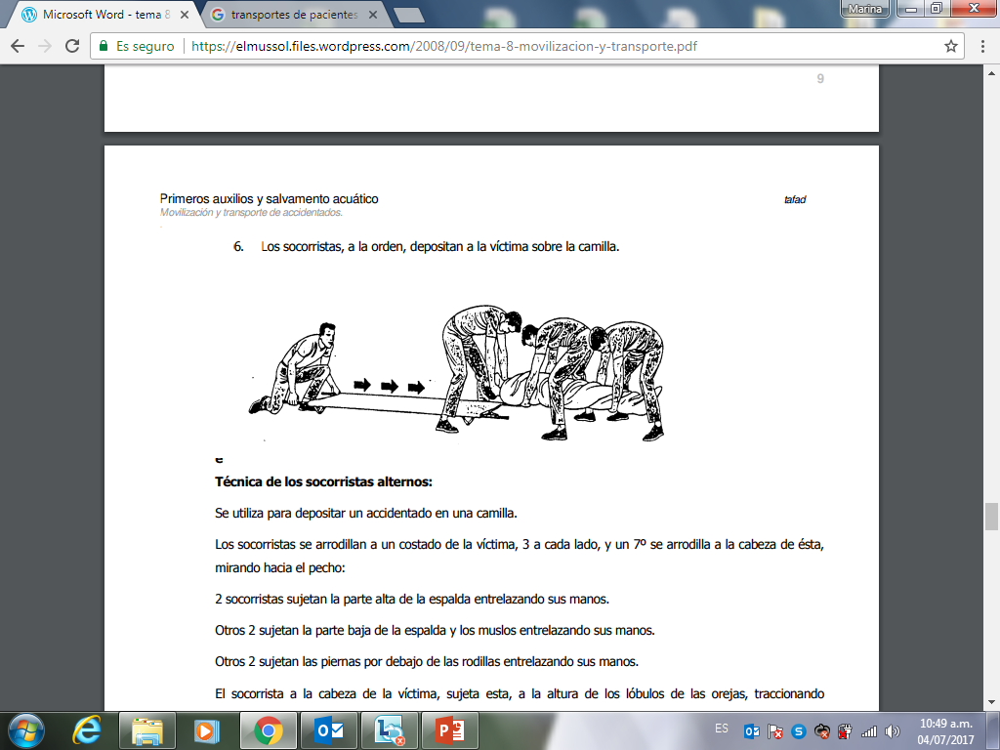 Microsoft Word - tema 8
transportes de pacientes
Marina
Es seguro
https://elmussol.files.wordpress.com/2008/09/tema-8-movilizacion-y-transporte.pdf
9
Primeros auxilios y salvamento acuático
tafad
Movilización y transporte de accidentados.
6. Los socorristas, a la orden, depositan a la víctima sobre la camilla.
e
Técnica de los socorristas alternos:
Se utiliza para depositar un accidentado en una camilla.
Los socorristas se arrodillan a un costado de la víctima, 3 a cada lado, y un 7º se arrodilla a la cabeza de ésta,
mirando hacia el pecho:
2 socorristas sujetan la parte alta de la espalda entrelazando sus manos.
Otros 2 sujetan la parte baja de la espalda y los muslos entrelazando sus manos.
Otros 2 sujetan las piernas por debajo de las rodillas entrelazando sus manos.
El socorrista a la cabeza de la víctima, sujeta esta, a la altura de los lóbulos de las orejas, traccionando
ES
10:49 a.m.
04/07/2017